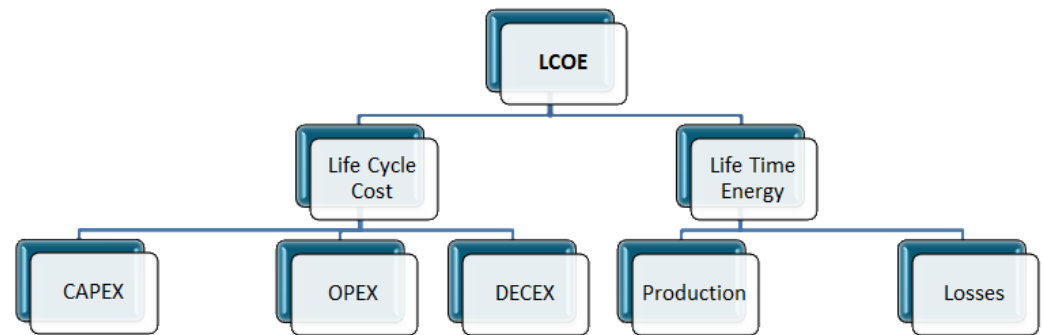 LCOE
Life Cycle
Cost
Life Time
Energy
CAPEX
OPEX
DECEX
Production
Losses